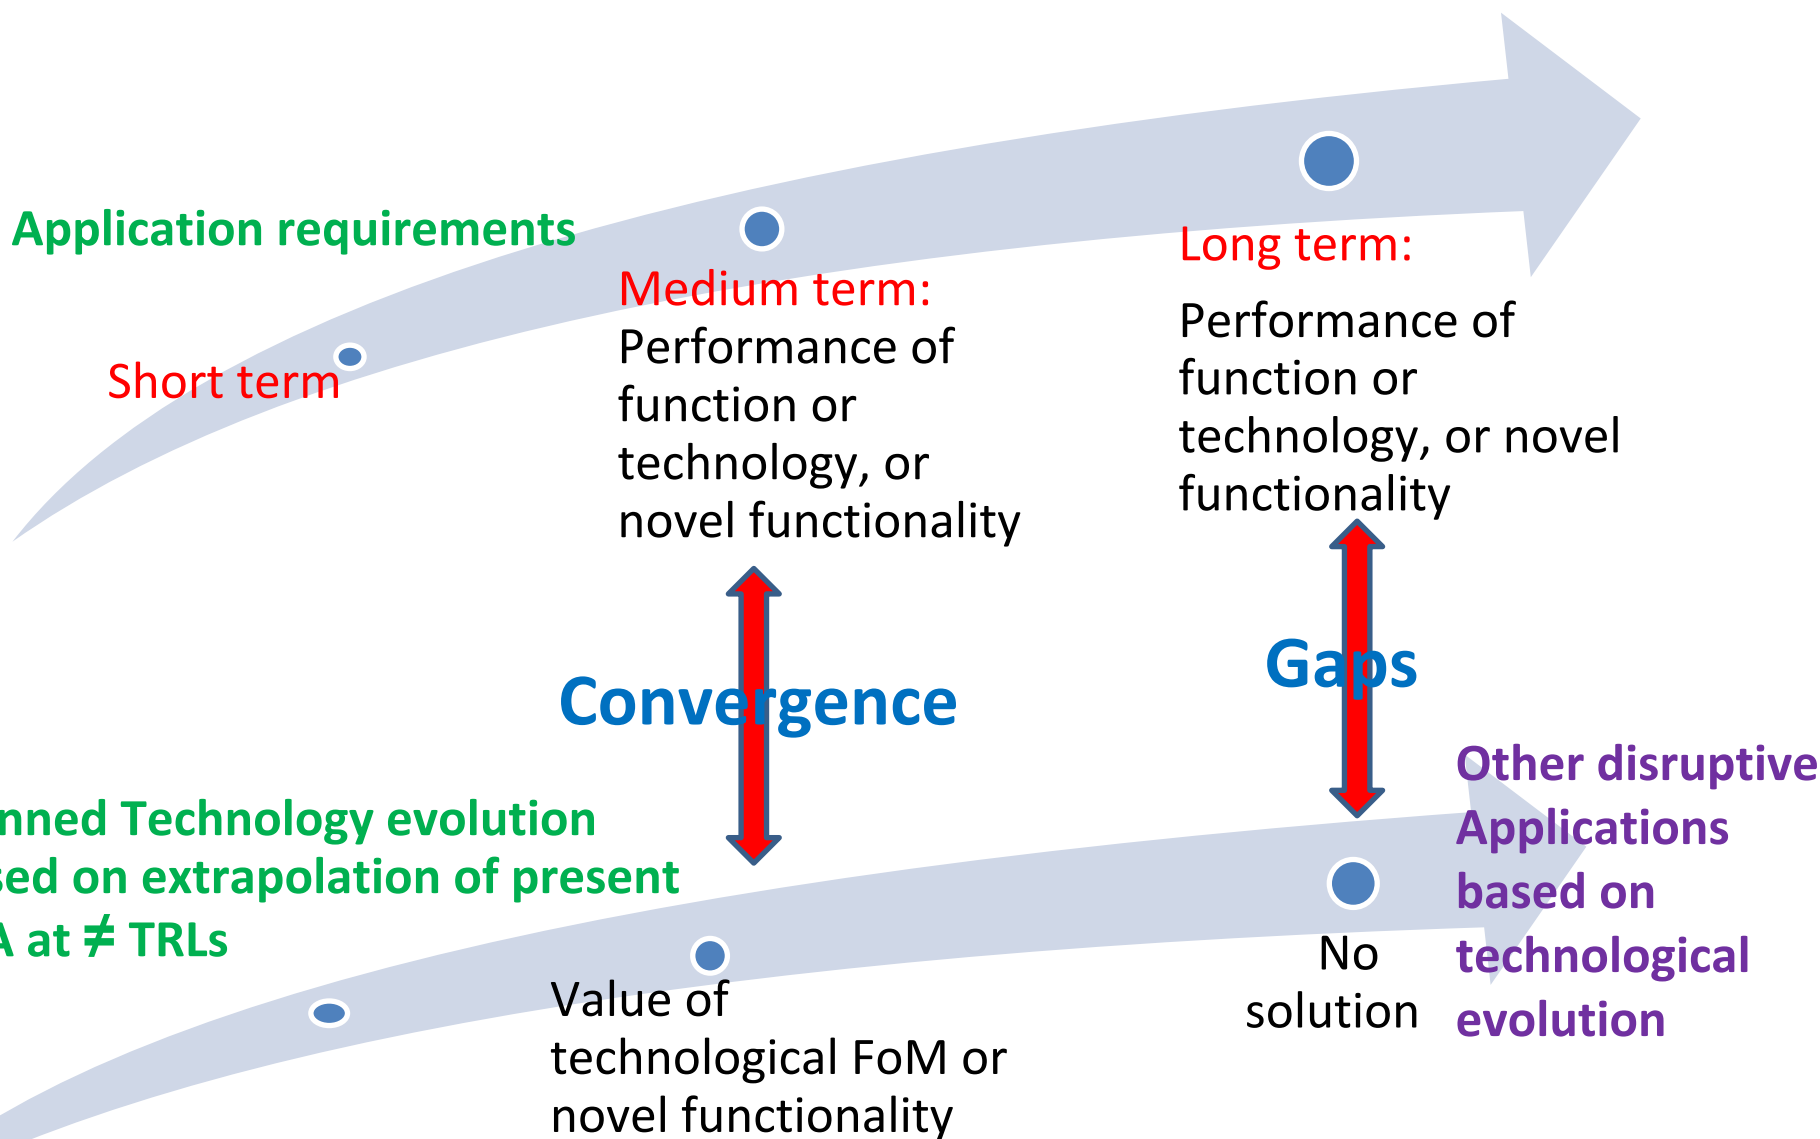 Application requirements
Short term
Medium term:
Performance of
function or
technology, or
novel functionality
Long term:
Performance of
function or
technology, or novel
functionality
Convergence
Gaps
nned Technology evolution
sed on extrapolation of present
A at ≠ TRLs
Value of
technological FoM or
novel functionality
No
solution
Other disruptive
Applications
based on
technological
evolution